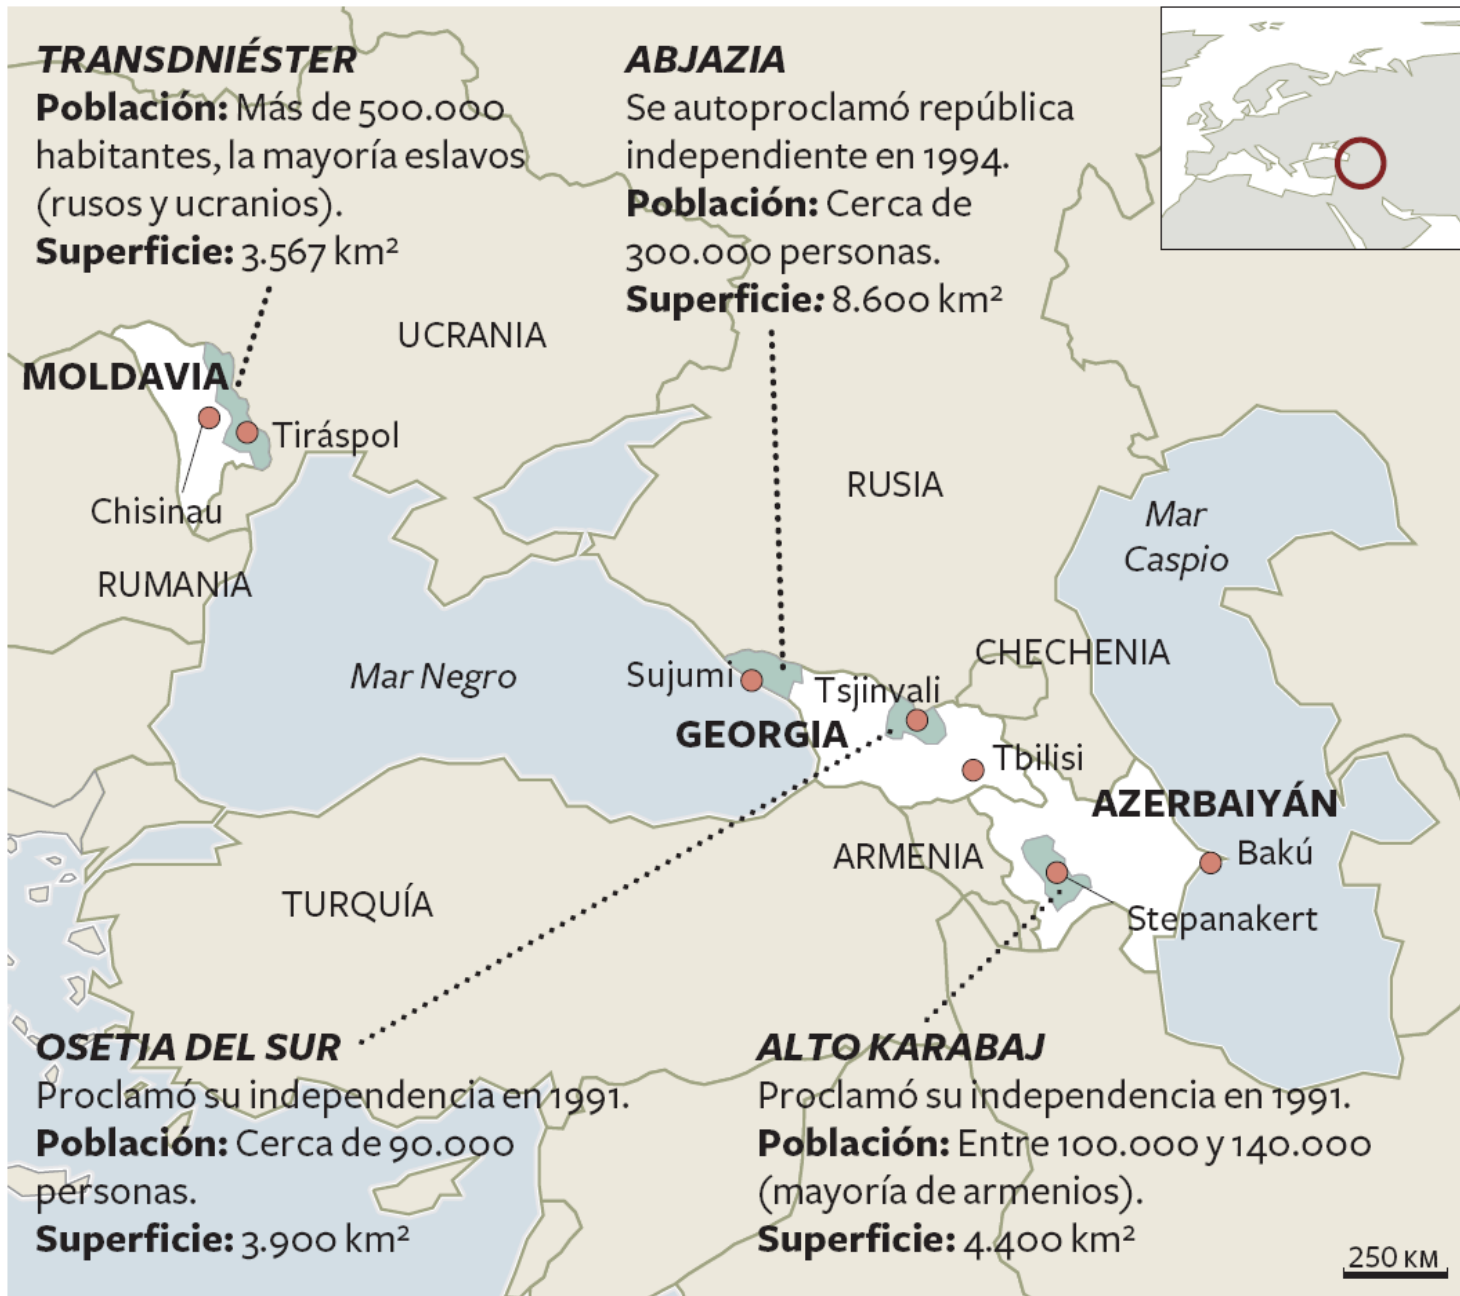 TRANSDNIÉSTER
Población: Más de 500.000
habitantes, la mayoría eslavos
(rusos y ucranios).
Superficie: 3.567 km²
ABJAZIA
Se autoproclamó república
independiente en 1994.
Población: Cerca de
300.000 personas.
Superficie: 8.600 km²
UCRANIA
MOLDAVIA
Tiráspol
Chisinau
RUMANIA
RUSIA
Mar
Caspio
Mar Negro
CHECHENIA
Sujumi
Tsjinvali
GEORGIA
Tbilisi
AZERBAIYÁN
ARMENIA
Bakú
TURQUÍA
Stepanakert
OSETIA DEL SUR
Proclamó su independencia en 1991.
Población: Cerca de 90.000
personas.
Superficie: 3.900 km²
ALTO KARABAJ
Proclamó su independencia en 1991.
Población: Entre 100.000 y 140.000
(mayoría de armenios).
Superficie: 4.400 km²
250 KM